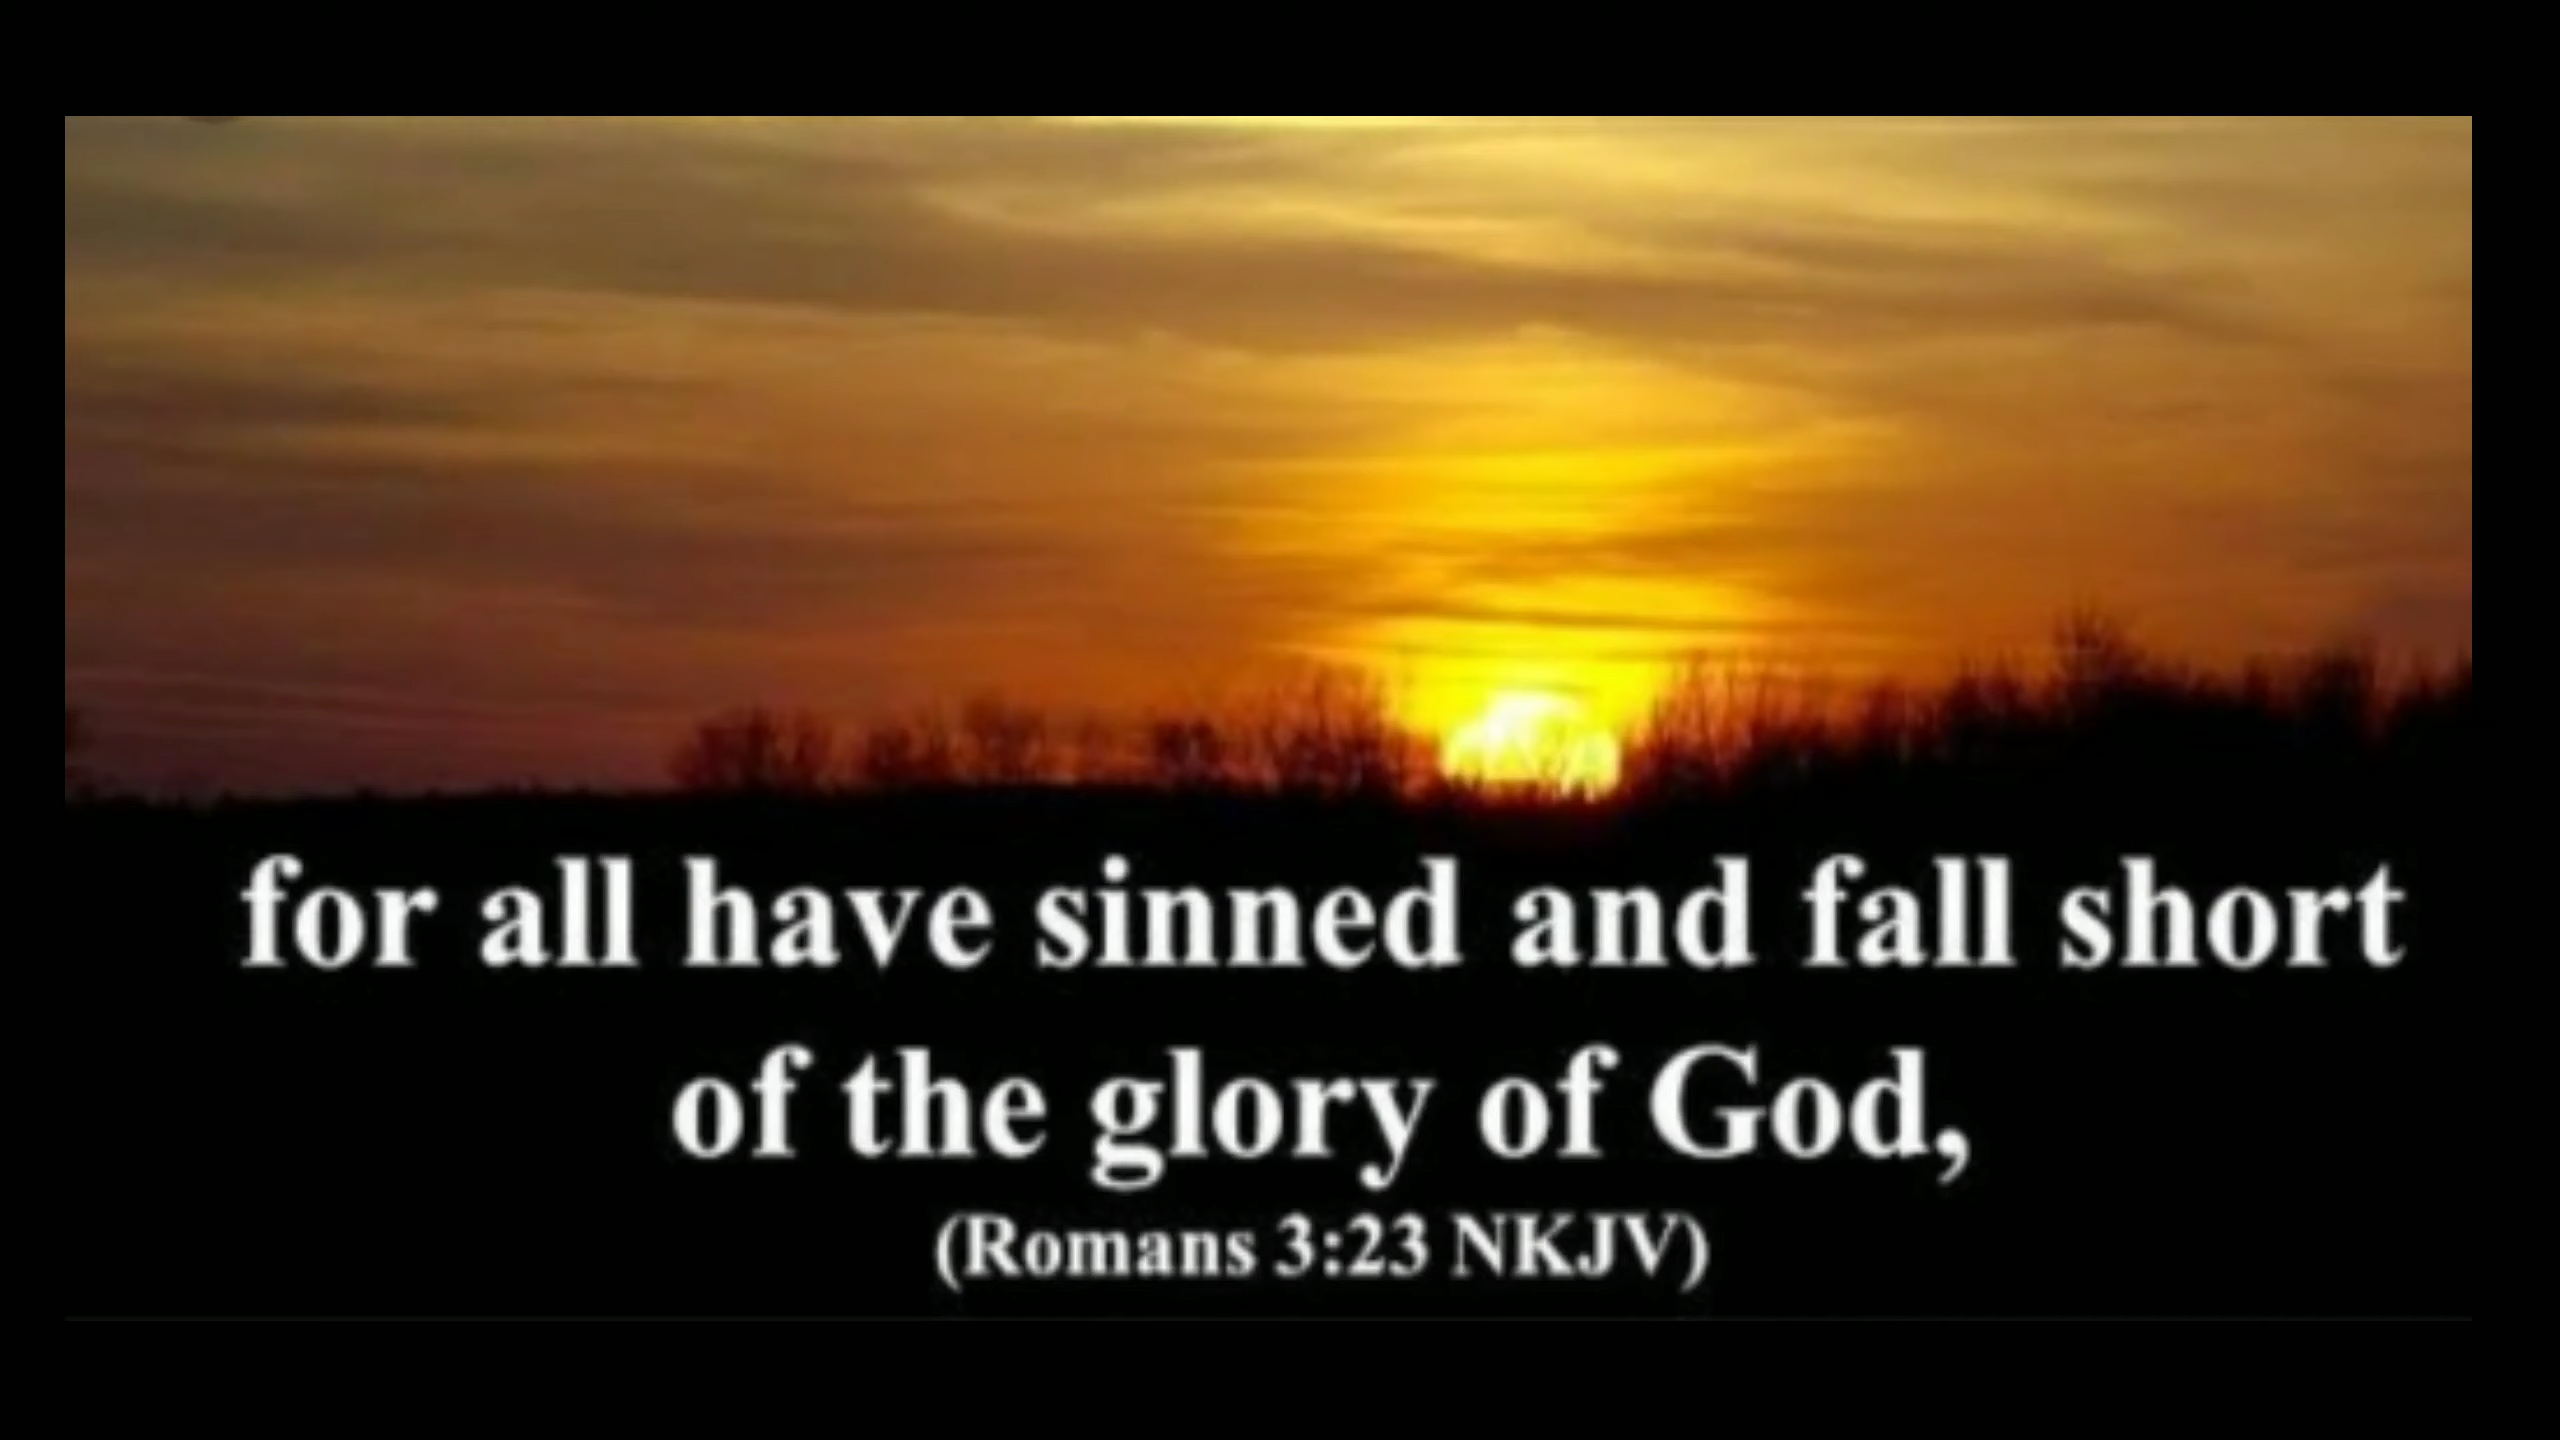 for all have sinned and fall short
of the glory of God,
(Romans 3:23 NKJV)